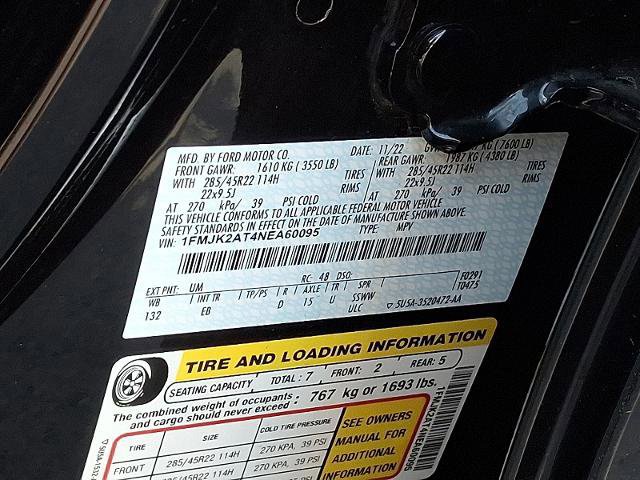 MFD. BY FORD MOTOR CO. DATE: 11/22 (7600 LB)
FRONT GAWR: 1610 KG (3550 LB) REAR GAWR: 1987 KG (4380 LB)
WITH 285/45R22 114H TIRES WITH 285/45R22 114H TIRES
22x9.5J RIMS 22x9.5J RIMS
AT 270 kPa/ 39 PSI COLD AT 270 kPa/ 39 PSI COLD
THIS VEHICLE CONFORMS TO ALL APPLICABLE FEDERAL MOTOR VEHICLE
SAFETY STANDARDS IN EFFECT ON THE DATE OF MANUFACTURE SHOWN ABOVE.
VIN: 1FMJK2AT4NEA60095 TYPE: MPV
EXT PNT: UM RC: 48 DSO: F0291
WB INT TR TP/PS R AXLE TR SPR T0475
132 EB D 15 U SSWW
ULC ▽ 5U5A-3520472-AA
TIRE AND LOADING INFORMATION
SEATING CAPACITY TOTAL: 7 FRONT: 2 REAR: 5
The combined weight of occupants and cargo should never exceed: 767 kg or 1693 lbs.
TIRE SIZE COLD TIRE PRESSURE
FRONT 285/45R22 114H 270 KPA, 39 PSI
SEE OWNERS
MANUAL FOR
ADDITIONAL
INFORMATION